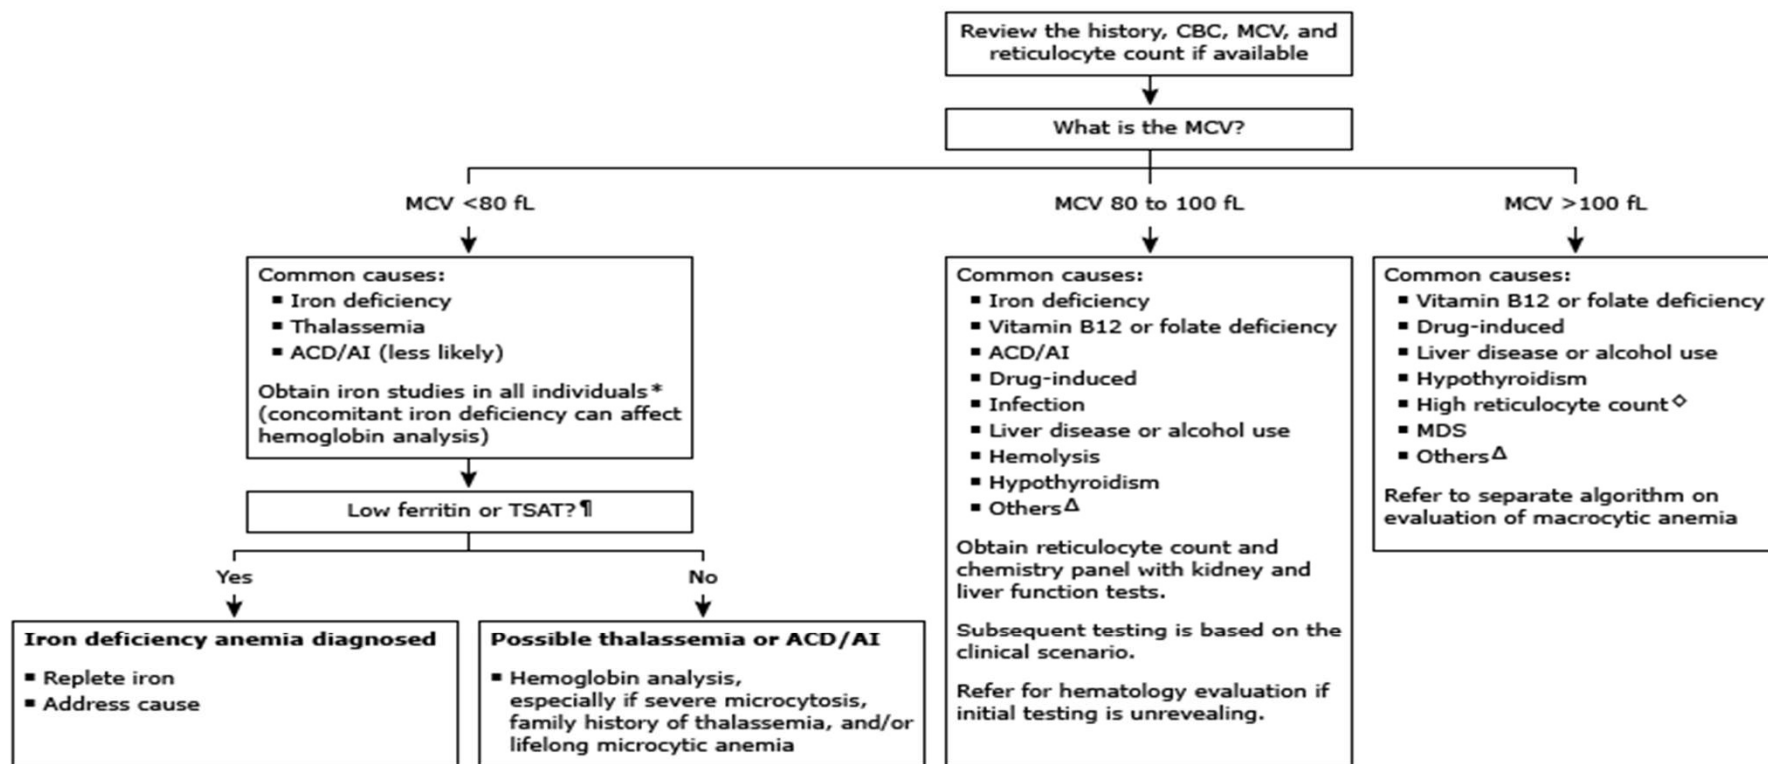 Review the history, CBC, MCV, and
reticulocyte count if available
What is the MCV?
MCV <80 fL
MCV 80 to 100 fL
MCV >100 fL
Common causes:
▪ Iron deficiency
▪ Thalassemia
▪ ACD/AI (less likely)
Obtain iron studies in all individuals*
(concomitant iron deficiency can affect
hemoglobin analysis)
Low ferritin or TSAT?¶
Yes
No
Iron deficiency anemia diagnosed
▪ Replete iron
▪ Address cause
Possible thalassemia or ACD/AI
▪ Hemoglobin analysis,
especially if severe microcytosis,
family history of thalassemia, and/or
lifelong microcytic anemia
Common causes:
▪ Iron deficiency
▪ Vitamin B12 or folate deficiency
▪ ACD/AI
▪ Drug-induced
▪ Infection
▪ Liver disease or alcohol use
▪ Hemolysis
▪ Hypothyroidism
▪ OthersΔ
Obtain reticulocyte count and
chemistry panel with kidney and
liver function tests.
Subsequent testing is based on the
clinical scenario.
Refer for hematology evaluation if
initial testing is unrevealing.
Common causes:
▪ Vitamin B12 or folate deficiency
▪ Drug-induced
▪ Liver disease or alcohol use
▪ Hypothyroidism
▪ High reticulocyte count◇
▪ MDS
▪ OthersΔ
Refer to separate algorithm on
evaluation of macrocytic anemia